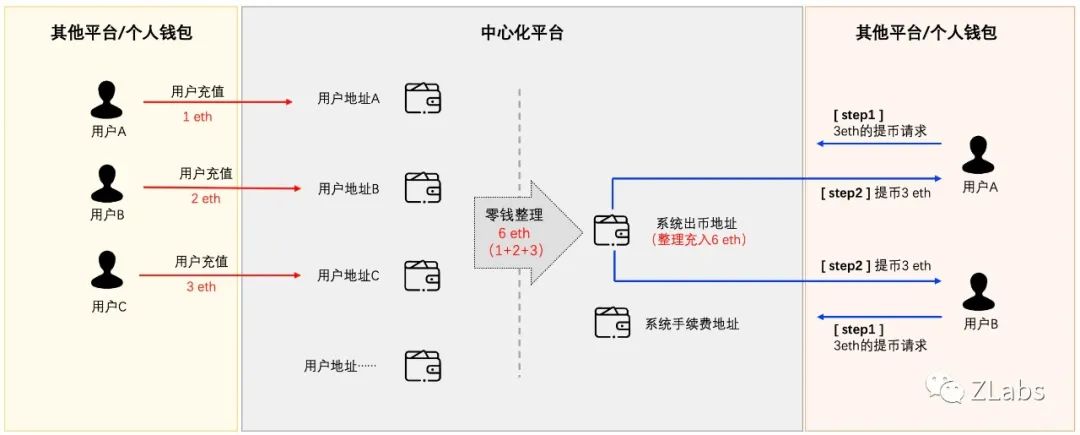 其他平台/个人钱包
中心化平台
其他平台/个人钱包
用户充值
1 eth
用户A
用户充值
2 eth
用户B
用户充值
3 eth
用户C
用户地址A
用户地址B
用户地址C
用户地址……
零钱整理
6 eth
（1+2+3）
系统出币地址
（整理充入6 eth）
系统手续费地址
[ step1 ]
3eth的提币请求
用户A
[ step2 ] 提币3 eth
[ step2 ] 提币3 eth
用户B
[ step1 ]
3eth的提币请求
ZLabs